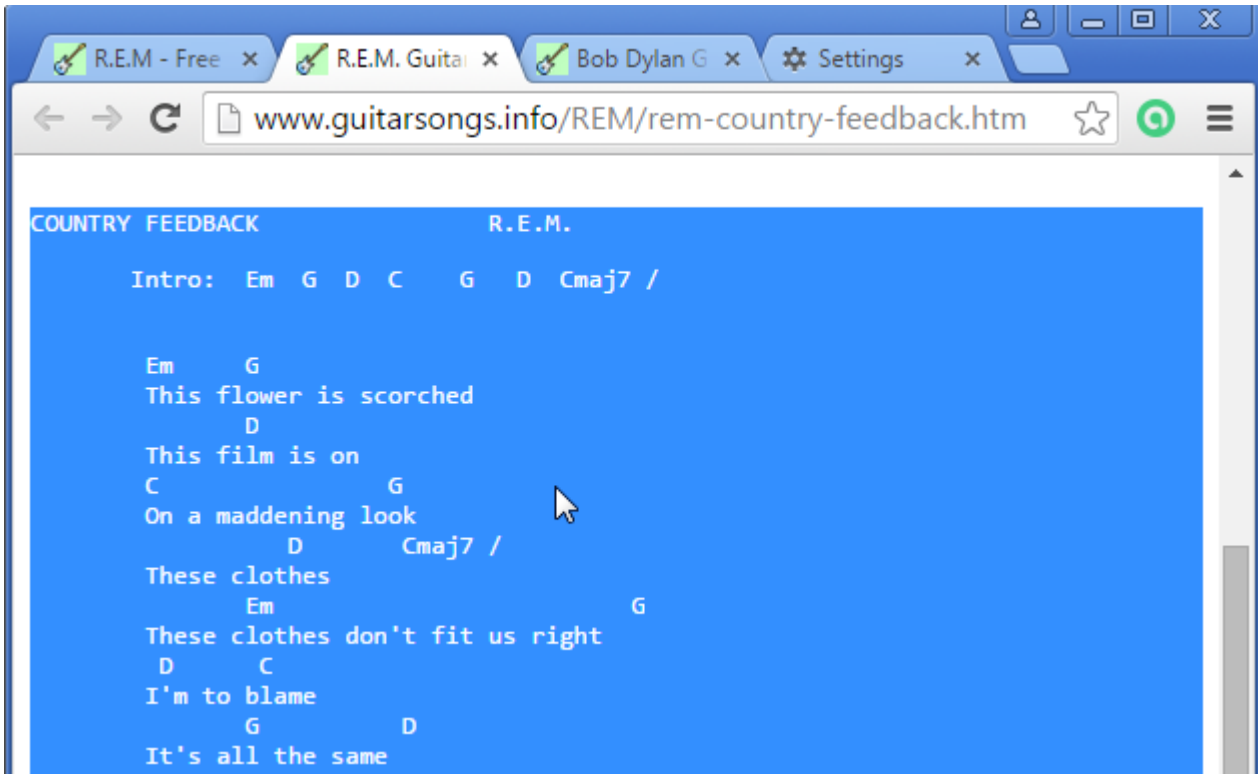 R.E.M - Free R.E.M. Guita Bob Dylan G Settings
www.guitarsongs.info/REM/rem-country-feedback.htm
COUNTRY FEEDBACK                R.E.M.
       Intro:  Em  G  D  C    G   D  Cmaj7 /
        Em     G
        This flower is scorched
               D
        This film is on
        C                G
        On a maddening look
                  D       Cmaj7 /
        These clothes
               Em                         G
        These clothes don't fit us right
         D      C
        I'm to blame
               G          D
        It's all the same